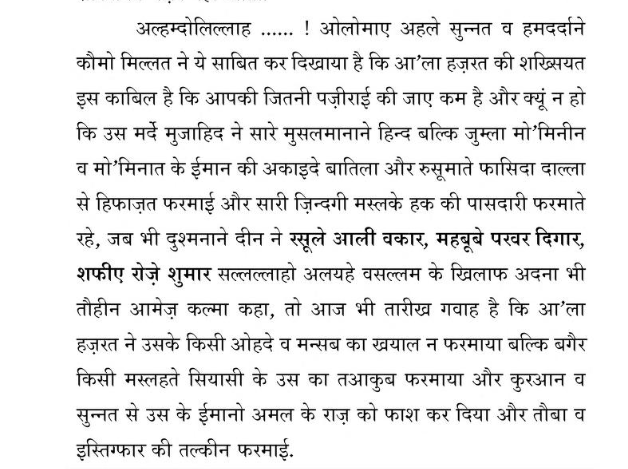 अल्हम्दोलिल्लाह ...... ! ओलोमाए अहले सुन्नत व हमदर्दाने
कौमो मिल्लत ने ये साबित कर दिखाया है कि आ’ला हज़रत की शख्सियत
इस काबिल है कि आपकी जितनी पज़ीराई की जाए कम है और क्यूं न हो
कि उस मर्दे मुजाहिद ने सारे मुसलमानाने हिन्द बल्कि जुम्ला मो’मिनीन
व मो’मिनात के ईमान की अकाइदे बातिला और रुसूमाते फासिदा दाल्ला
से हिफाज़त फरमाई और सारी ज़िन्दगी मस्लके हक की पासदारी फरमाते
रहे, जब भी दुश्मनाने दीन ने रसूले आली वकार, महबूबे परवर दिगार,
शफीए रोज़े शुमार सल्लल्लाहो अलयहे वसल्लम के खिलाफ अदना भी
तौहीन आमेज़ कल्मा कहा, तो आज भी तारीख गवाह है कि आ’ला
हज़रत ने उसके किसी ओहदे व मन्सब का खयाल न फरमाया बल्कि बगैर
किसी मस्लहते सियासी के उस का तआकुब फरमाया और कुरआन व
सुन्नत से उस के ईमानो अमल के राज़ को फाश कर दिया और तौबा व
इस्तिग्फार की तल्कीन फरमाई.